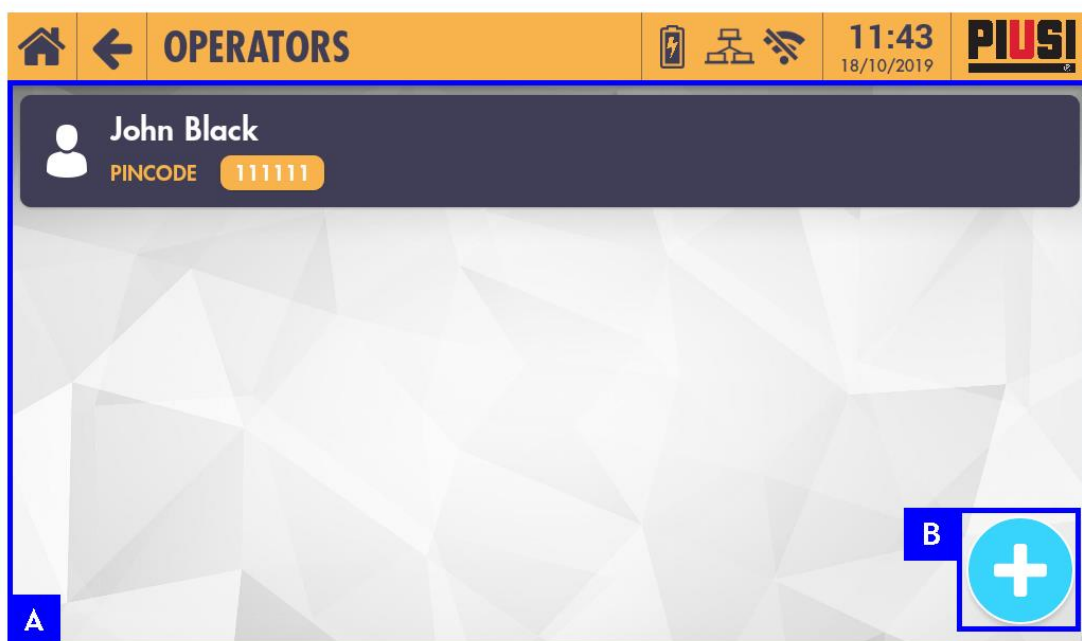 OPERATORS
11:43
18/10/2019
PIUSI
John Black
PINCODE 111111
B
A